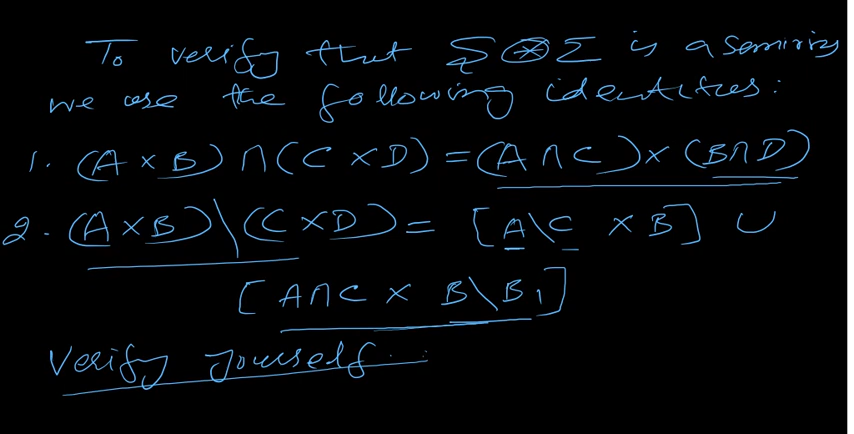 To verify that S ⊗ Σ is a semiring
we use the following identities:
1. (A × B) ∩ (C × D) = (A ∩ C) × (B ∩ D)
2. (A × B) \ (C × D) = [A \ C × B] ∪
[A ∩ C × B \ B₁]
Verify yourself...